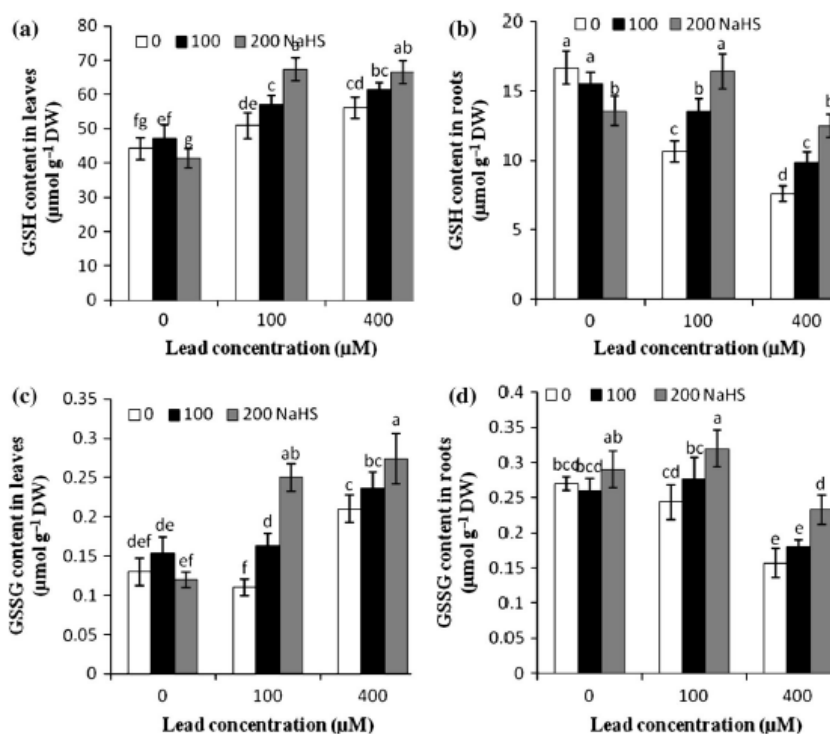 (a)
0 100 200 NaHS
GSH content in leaves
(µmol g⁻¹ DW)
80
70
60
50
40
30
20
10
0
fg ef g
de c a
cd bc ab
0 100 400
Lead concentration (µM)
(b)
0 100 200 NaHS
GSH content in roots
(µmol g⁻¹ DW)
20
15
10
5
0
a a b
c b a
d c b
0 100 400
Lead concentration (µM)
(c)
0 100 200 NaHS
GSSG content in leaves
(µmol g⁻¹ DW)
0.35
0.3
0.25
0.2
0.15
0.1
0.05
0
def de ef
f d ab
c bc a
0 100 400
Lead concentration (µM)
(d)
0 100 200 NaHS
GSSG content in roots
(µmol g⁻¹ DW)
0.4
0.35
0.3
0.25
0.2
0.15
0.1
0.05
0
bcd bcd ab
cd bc a
e e d
0 100 400
Lead concentration (µM)